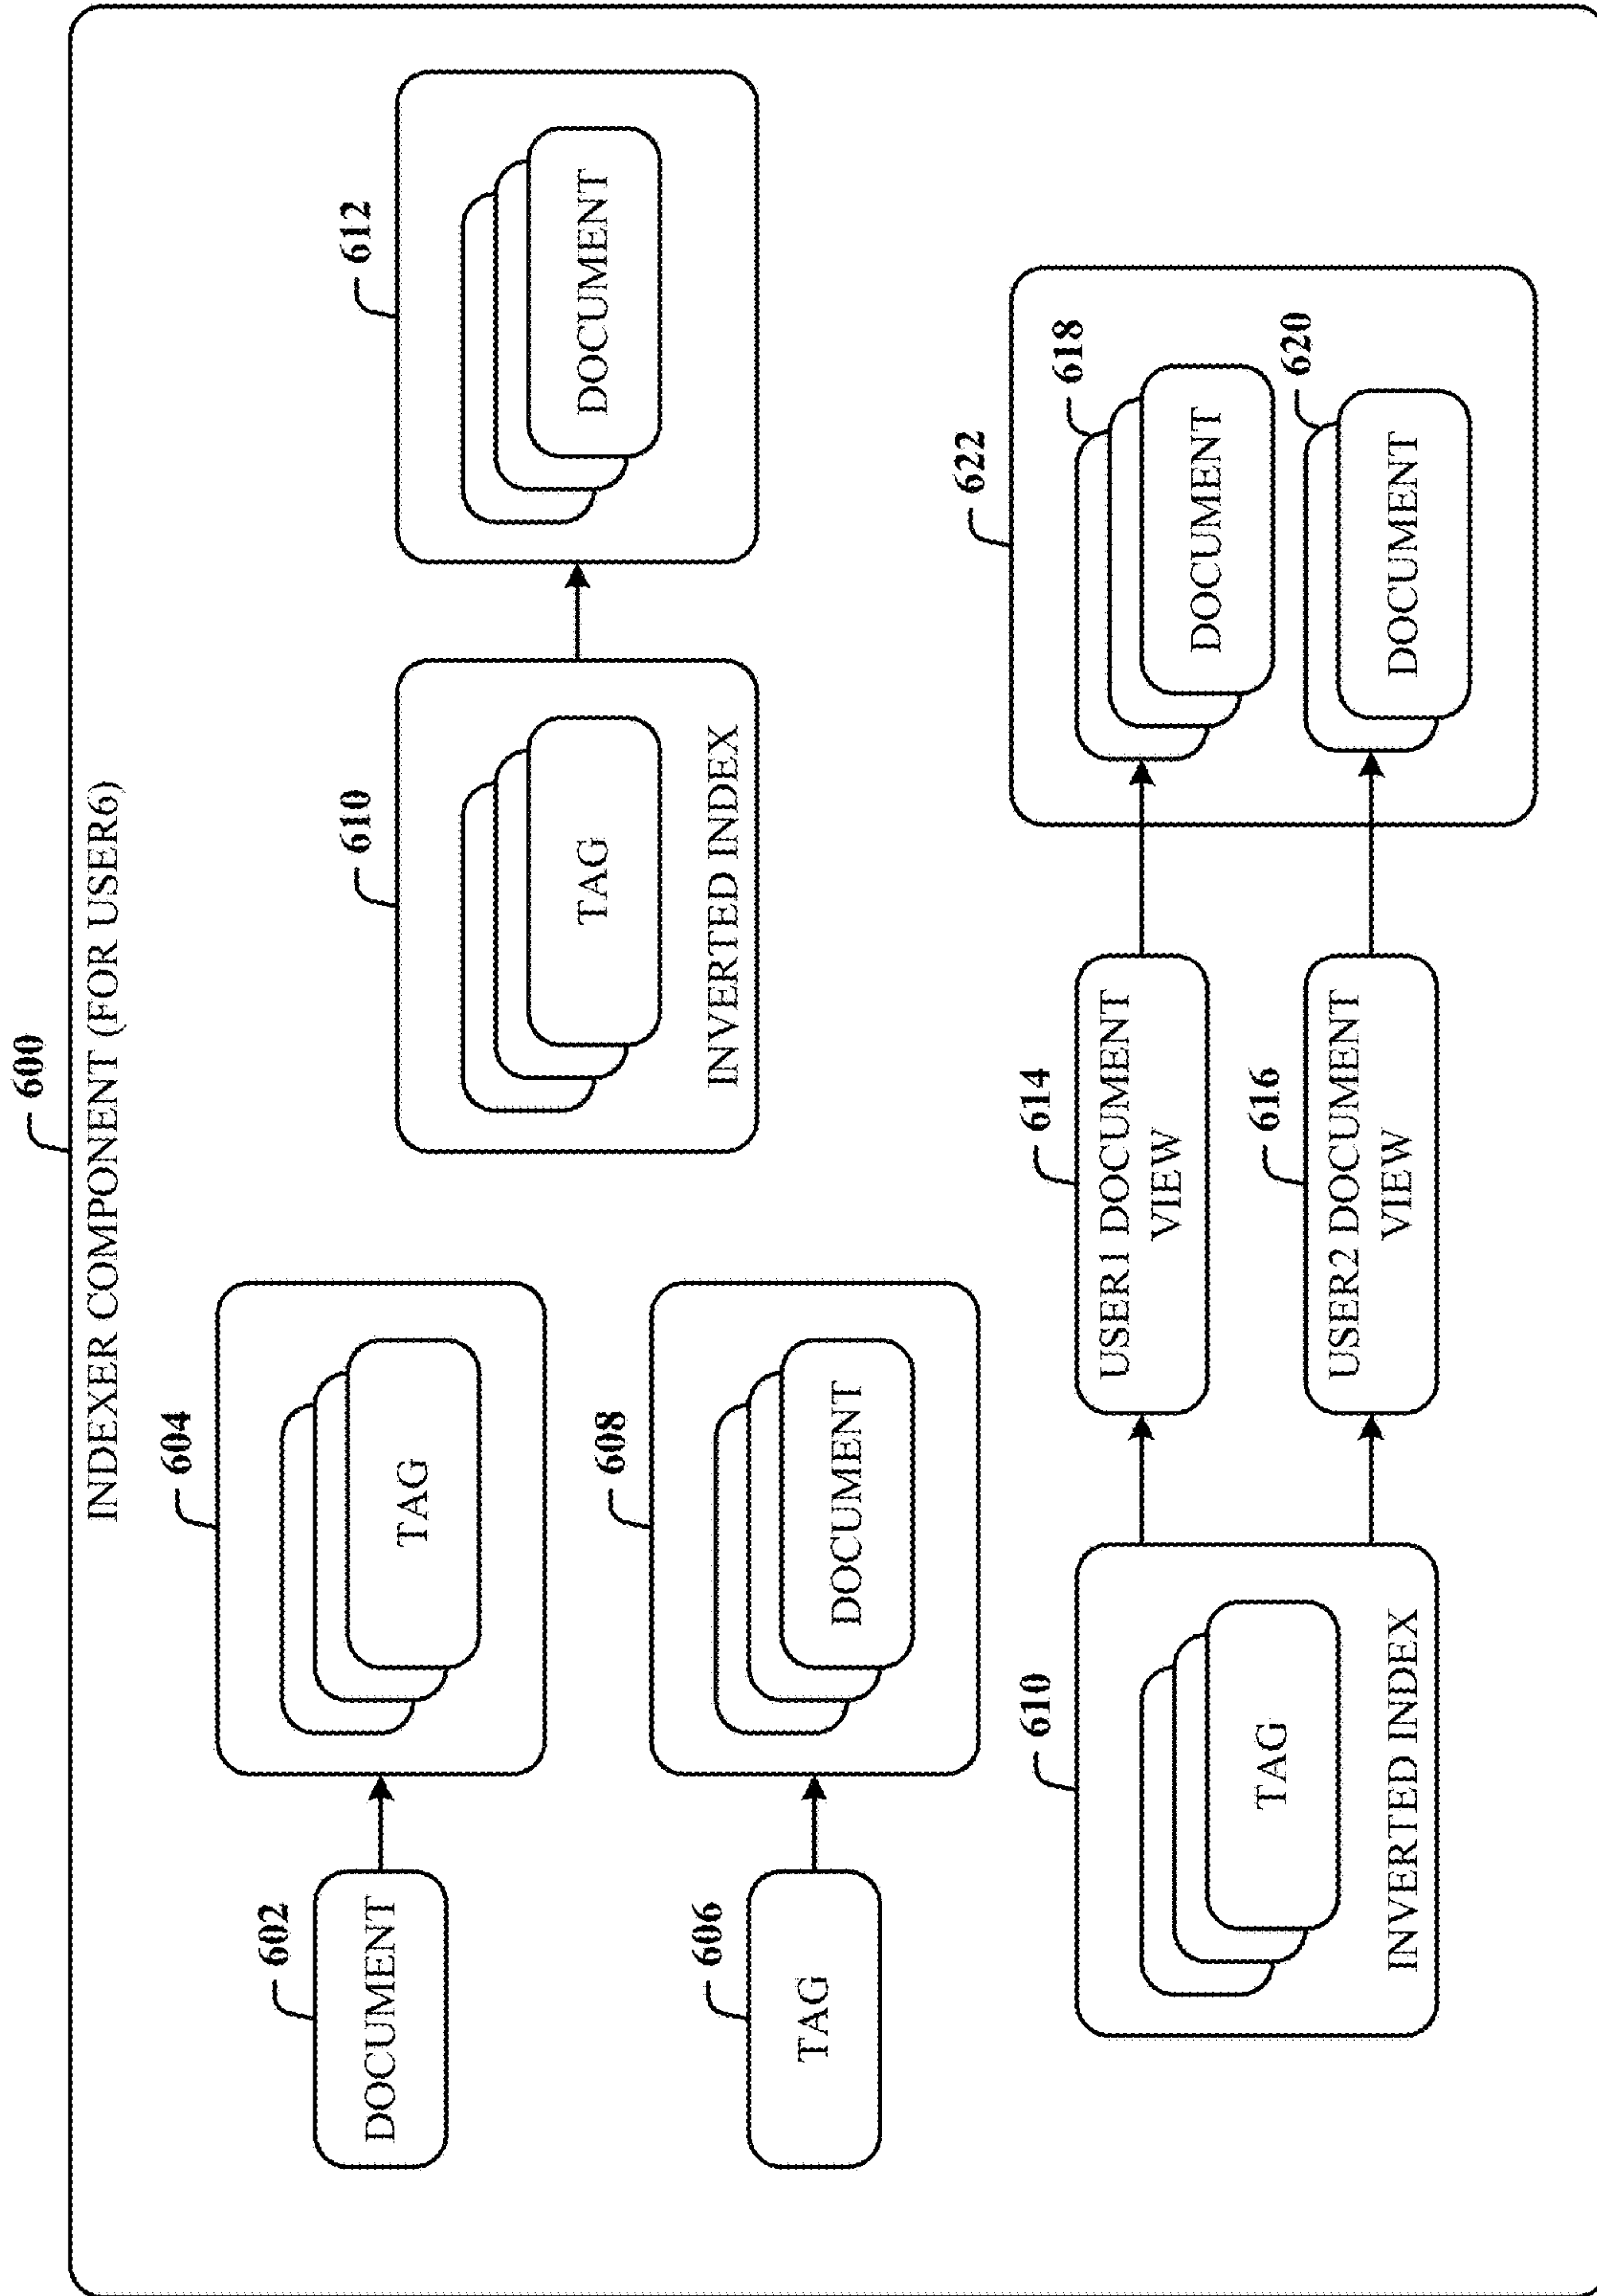 600
INDEXER COMPONENT (FOR USER6)
602
DOCUMENT
604
TAG
610
TAG
INVERTED INDEX
612
DOCUMENT
606
TAG
608
DOCUMENT
610
TAG
INVERTED INDEX
614
USER1 DOCUMENT
VIEW
616
USER2 DOCUMENT
VIEW
622
618
DOCUMENT
620
DOCUMENT